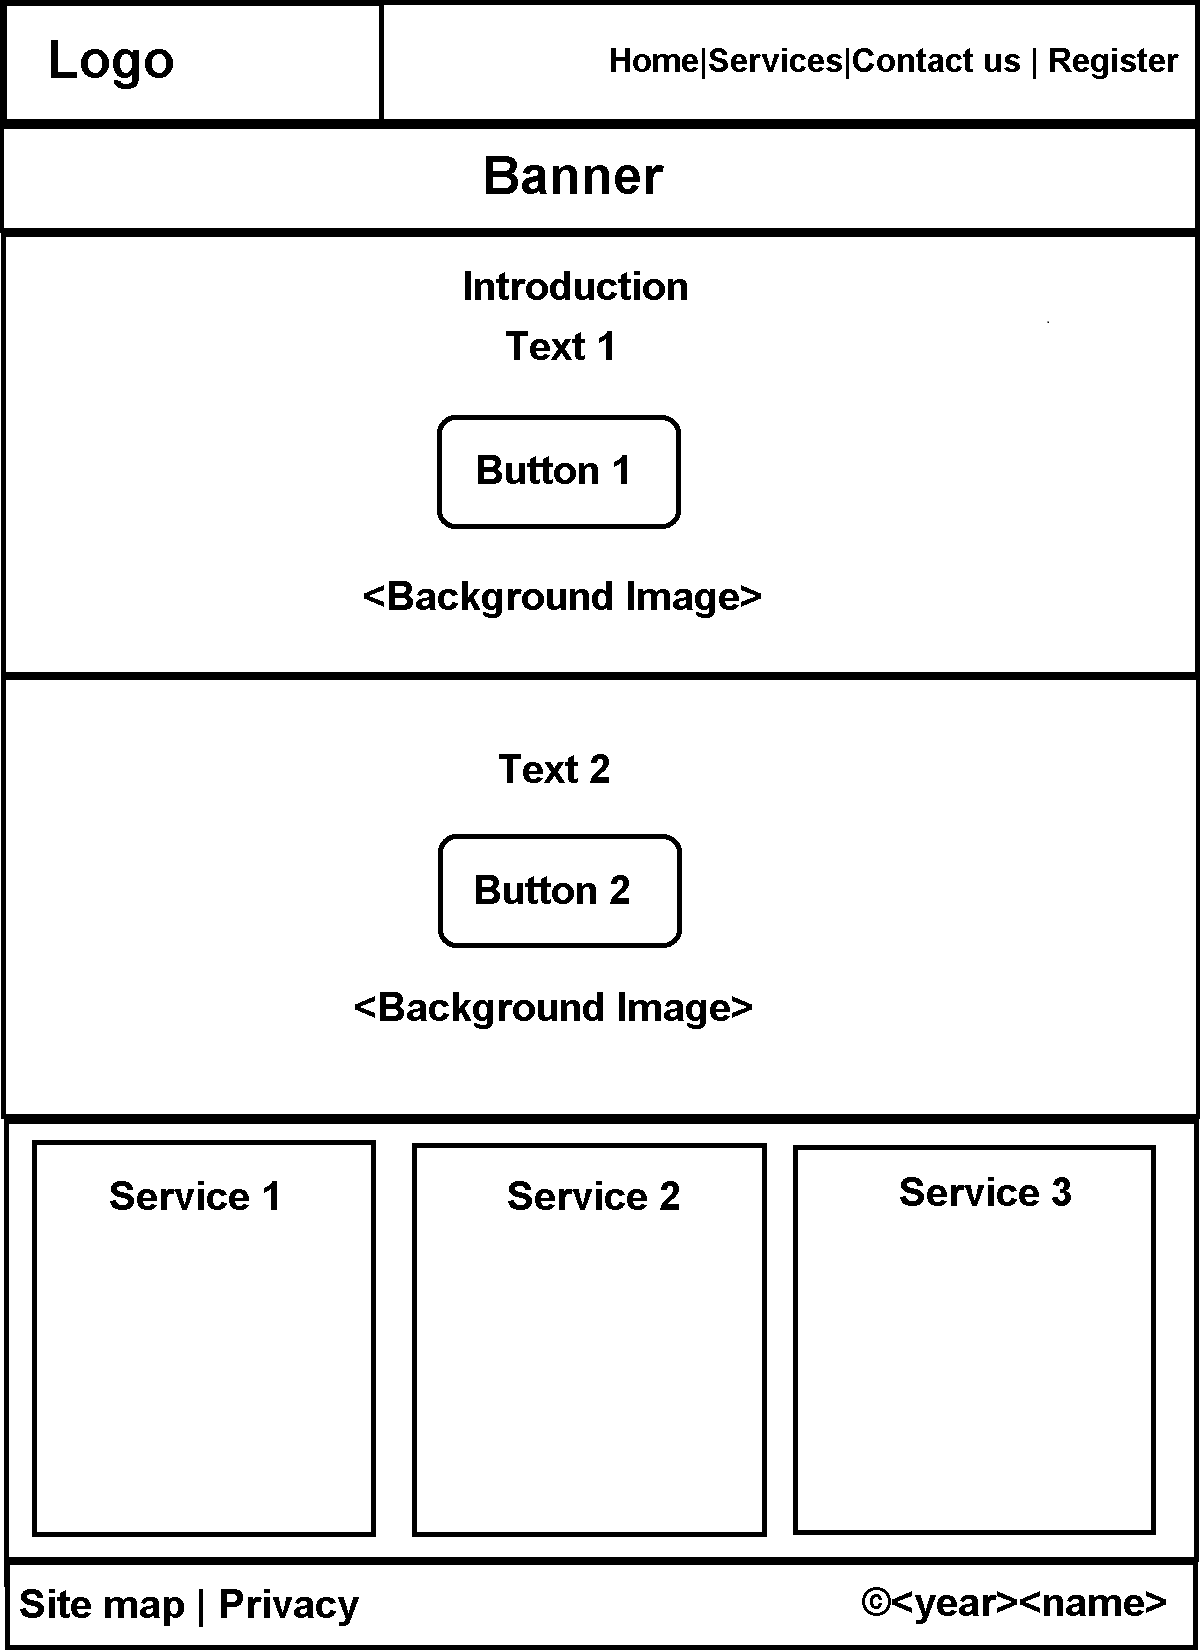 Logo
Home|Services|Contact us | Register
Banner
Introduction
Text 1
Button 1
<Background Image>
Text 2
Button 2
<Background Image>
Service 1
Service 2
Service 3
Site map | Privacy
©<year><name>